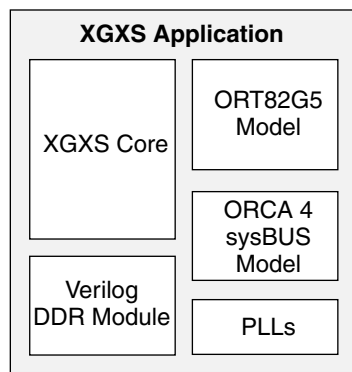 XGXS Application
XGXS Core
ORT82G5
Model
ORCA 4
sysBUS
Model
Verilog
DDR Module
PLLs